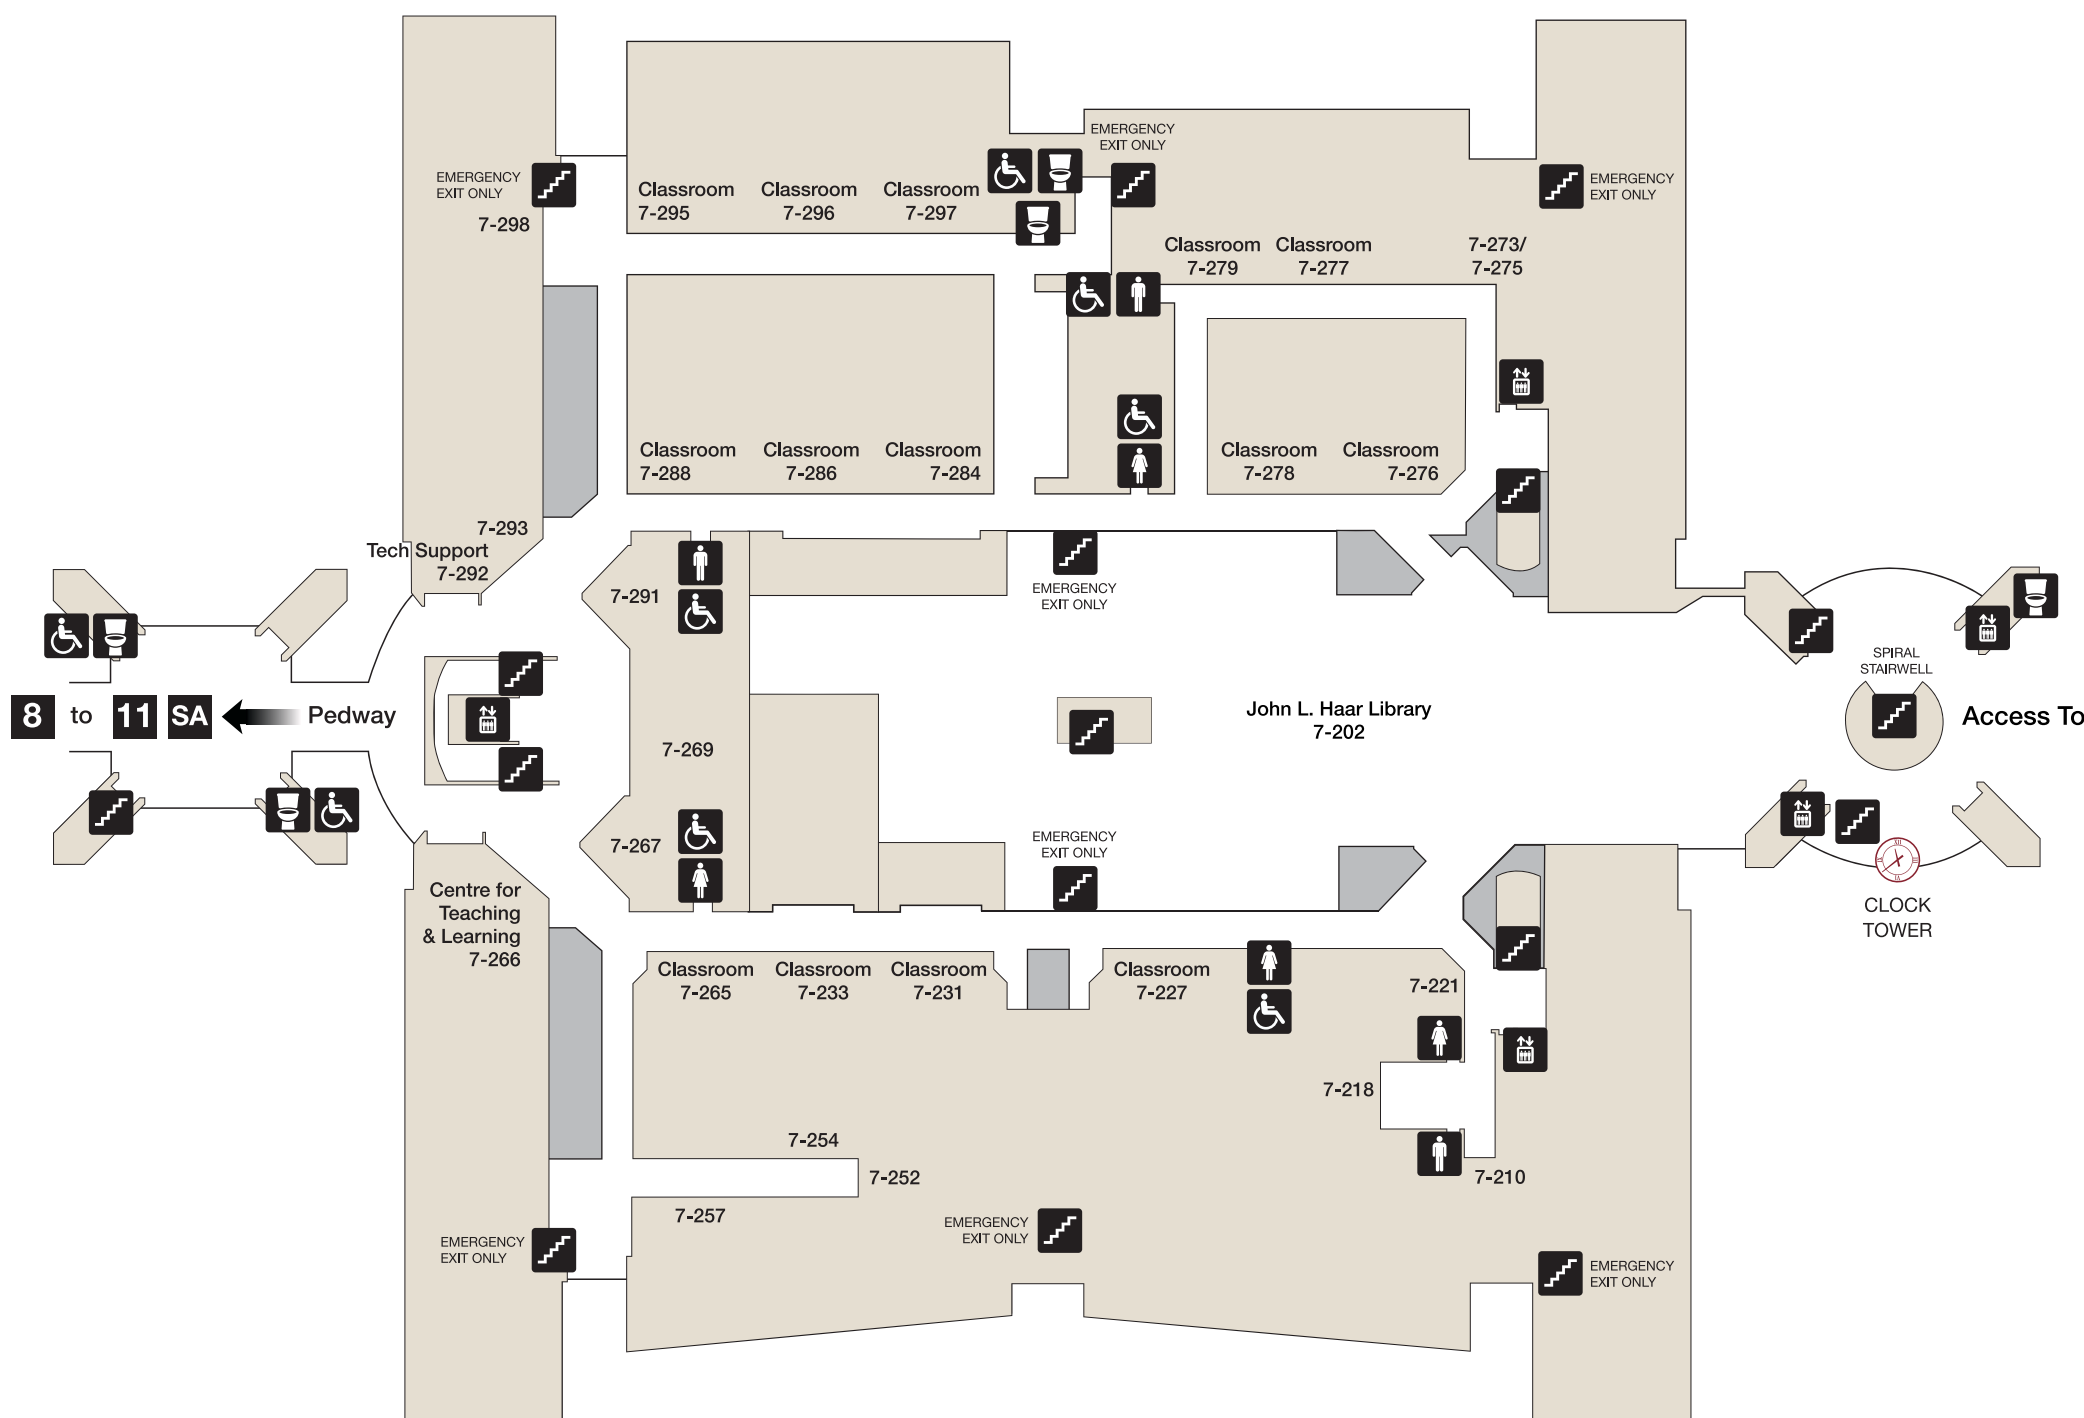 EMERGENCY
EXIT ONLY
EMERGENCY
EXIT ONLY
7-298
Classroom
7-295
Classroom
7-296
Classroom
7-297
EMERGENCY
EXIT ONLY
Classroom
7-279
Classroom
7-277
7-273/
7-275
Classroom
7-288
Classroom
7-286
Classroom
7-284
Classroom
7-278
Classroom
7-276
7-293
Tech Support
7-292
7-291
EMERGENCY
EXIT ONLY
SPIRAL
STAIRWELL
8 to 11 SA
Pedway
7-269
John L. Haar Library
7-202
Access To
7-267
EMERGENCY
EXIT ONLY
CLOCK
TOWER
Centre for
Teaching
& Learning
7-266
Classroom
7-265
Classroom
7-233
Classroom
7-231
Classroom
7-227
7-221
7-218
7-254
7-252
7-210
7-257
EMERGENCY
EXIT ONLY
EMERGENCY
EXIT ONLY
EMERGENCY
EXIT ONLY